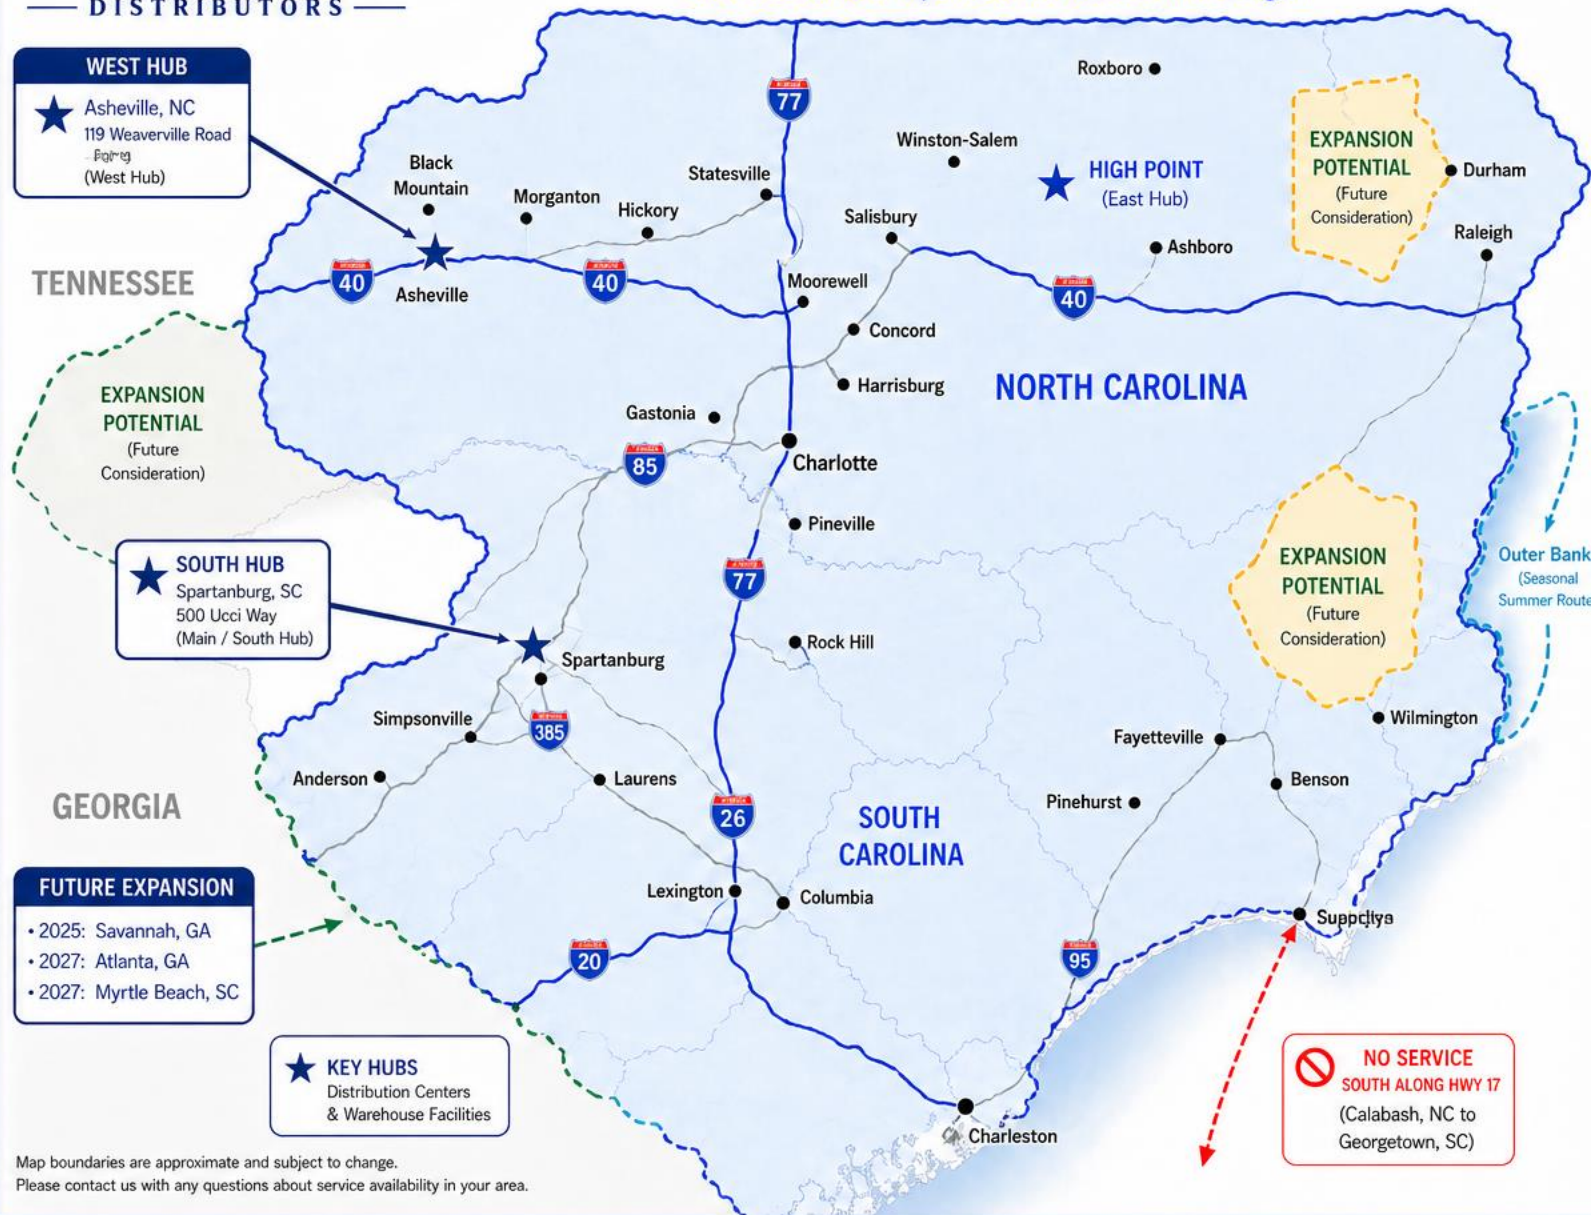 DISTRIBUTORS
WEST HUB
Asheville, NC
119 Weaverville Road
(West Hub)
77
Roxboro
Winston-Salem
HIGH POINT
(East Hub)
EXPANSION
POTENTIAL
(Future
Consideration)
Durham
Raleigh
Black
Mountain
Morganton
Hickory
Statesville
Salisbury
Ashboro
TENNESSEE
40
Asheville
40
Moorewell
40
Concord
Harrisburg
NORTH CAROLINA
EXPANSION
POTENTIAL
(Future
Consideration)
Gastonia
85
Charlotte
Pineville
SOUTH HUB
Spartanburg, SC
500 Ucci Way
(Main / South Hub)
77
EXPANSION
POTENTIAL
(Future
Consideration)
Outer Bank
(Seasonal
Summer Route
Rock Hill
Spartanburg
Simpsonville
385
Fayetteville
Wilmington
Anderson
Laurens
Benson
Pinehurst
GEORGIA
26
SOUTH
CAROLINA
FUTURE EXPANSION
• 2025: Savannah, GA
• 2027: Atlanta, GA
• 2027: Myrtle Beach, SC
Lexington
Columbia
20
95
KEY HUBS
Distribution Centers
& Warehouse Facilities
NO SERVICE
SOUTH ALONG HWY 17
(Calabash, NC to
Georgetown, SC)
Charleston
Map boundaries are approximate and subject to change.
Please contact us with any questions about service availability in your area.